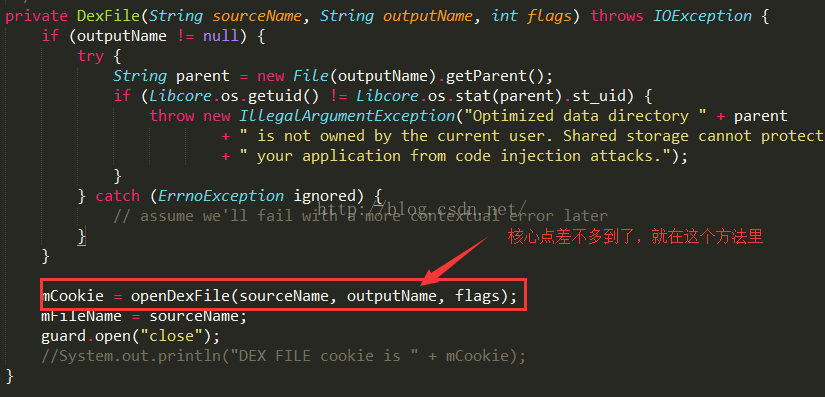 private DexFile(String sourceName, String outputName, int flags) throws IOException {
    if (outputName != null) {
        try {
            String parent = new File(outputName).getParent();
            if (Libcore.os.getuid() != Libcore.os.stat(parent).st_uid) {
                throw new IllegalArgumentException("Optimized data directory " + parent
                        + " is not owned by the current user. Shared storage cannot protect
                        + " your application from code injection attacks.");
            }
        } catch (ErrnoException ignored) {
            // assume we'll fail with a more contextual error later
http://blog.csdn.net/
        }
核心点差不多到了，就在这个方法里
    }
    mCookie = openDexFile(sourceName, outputName, flags);
    mFileName = sourceName;
    guard.open("close");
    //System.out.println("DEX FILE cookie is " + mCookie);
}